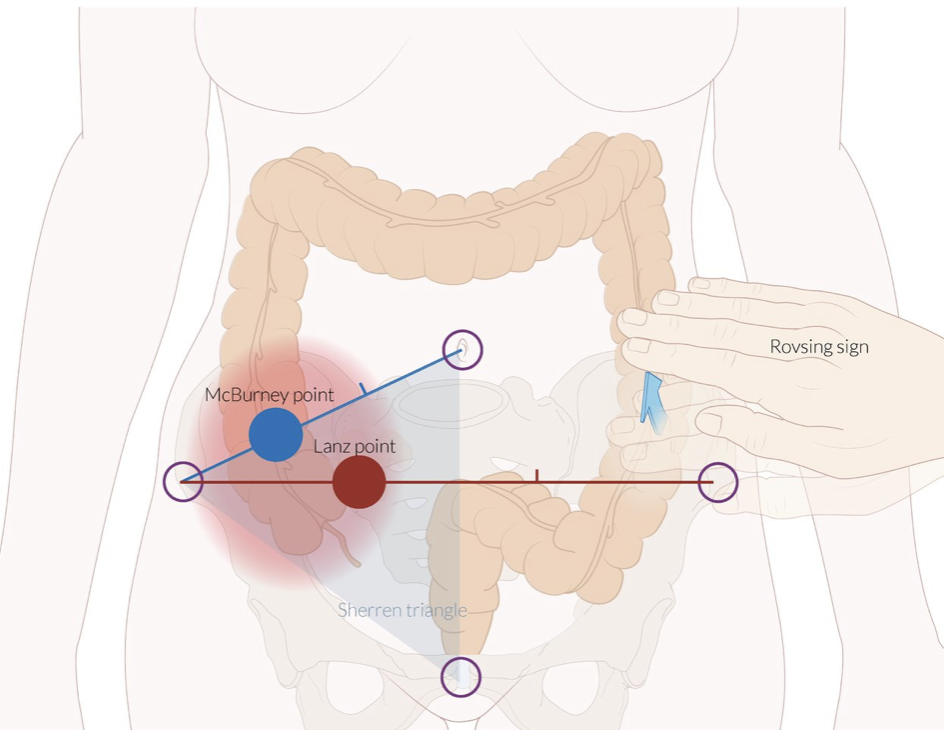 Rovsing sign
McBurney point
Lanz point
Sherren triangle